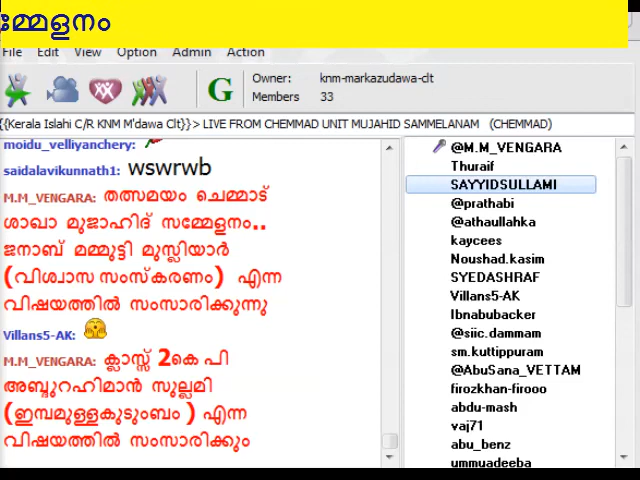 മ്മേളനം
File Edit View Option Admin Action
G
Owner: knm-markazudawa-clt
Members 33
{{Kerala Islahi C/R KNM M'dawa Clt}} > LIVE FROM CHEMMAD UNIT MUJAHID SAMMELANAM (CHEMMAD)
moidu_velliyanchery:
saidalavikunnath1: wswrwb
M.M_VENGARA: തത്സമയം ചെമ്മാട്
ശാഖാ മുജാഹിദ് സമ്മേളനം..
ജനാബ് മമ്മുട്ടി മുസ്ലിയാര്‍
(വിശ്വാസ സംസ്കരണം) എന്ന
വിഷയത്തില്‍ സംസാരിക്കുന്നു
Villans5-AK:
M.M_VENGARA: ക്ലാസ്സ് 2കെ പി
അബ്ദുറഹിമാന്‍ സുല്ലമി
(ഇമ്പമുള്ളകുടുംബം ) എന്ന
വിഷയത്തില്‍ സംസാരിക്കും
@M.M_VENGARA
Thuraif
SAYYIDSULLAMI
@prathabi
@athaullahka
kaycees
Noushad.kasim
SYEDASHRAF
Villans5-AK
Ibnabubacker
@siic.dammam
sm.kuttippuram
@AbuSana_VETTAM
firozkhan-firooo
abdu-mash
vaj71
abu_benz
ummuadeeba